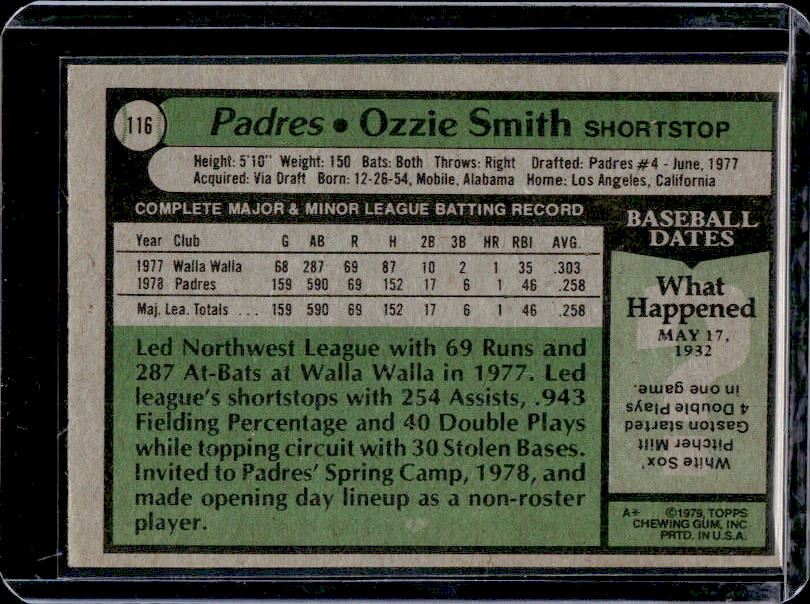 116
Padres • Ozzie Smith SHORTSTOP
Height: 5'10" Weight: 150 Bats: Both Throws: Right Drafted: Padres #4 - June, 1977
Acquired: Via Draft Born: 12-26-54, Mobile, Alabama Home: Los Angeles, California
COMPLETE MAJOR & MINOR LEAGUE BATTING RECORD
Year Club G AB R H 2B 3B HR RBI AVG.
1977 Walla Walla 68 287 69 87 10 2 1 35 .303
1978 Padres 159 590 69 152 17 6 1 46 .258
Maj. Lea. Totals ... 159 590 69 152 17 6 1 46 .258
Led Northwest League with 69 Runs and
287 At-Bats at Walla Walla in 1977. Led
league's shortstops with 254 Assists, .943
Fielding Percentage and 40 Double Plays
while topping circuit with 30 Stolen Bases.
Invited to Padres' Spring Camp, 1978, and
made opening day lineup as a non-roster
player.
BASEBALL
DATES
What
Happened
MAY 17,
1932
?
White Sox'
Pitcher Milt
Gaston started
4 Double Plays
in one game.
A* ©1979, TOPPS
CHEWING GUM, INC
PRTD. IN U.S.A.